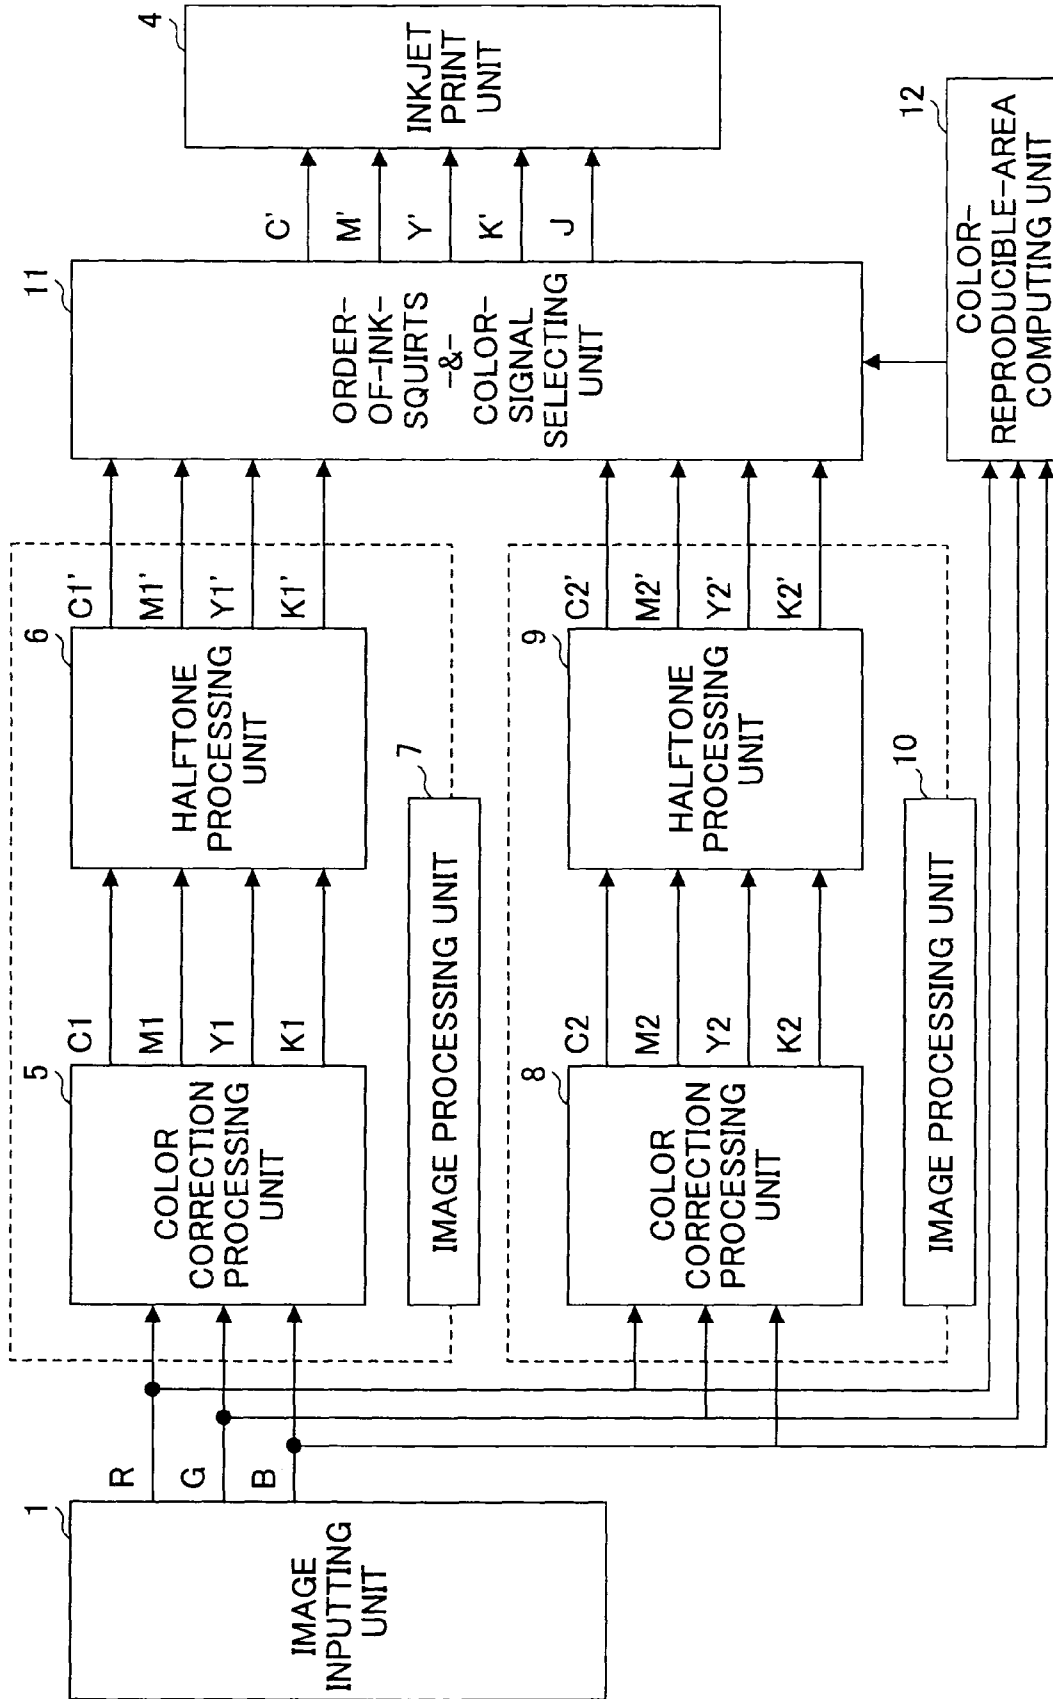 1
IMAGE
INPUTTING
UNIT
R
G
B
5
COLOR
CORRECTION
PROCESSING
UNIT
C1
M1
Y1
K1
6
HALFTONE
PROCESSING
UNIT
C1'
M1'
Y1'
K1'
7
IMAGE PROCESSING UNIT
8
COLOR
CORRECTION
PROCESSING
UNIT
C2
M2
Y2
K2
9
HALFTONE
PROCESSING
UNIT
C2'
M2'
Y2'
K2'
10
IMAGE PROCESSING UNIT
11
ORDER-
OF-INK-
SQUIRTS
-&-
COLOR-
SIGNAL
SELECTING
UNIT
C'
M'
Y'
K'
J
4
INKJET
PRINT
UNIT
12
COLOR-
REPRODUCIBLE-AREA
COMPUTING UNIT